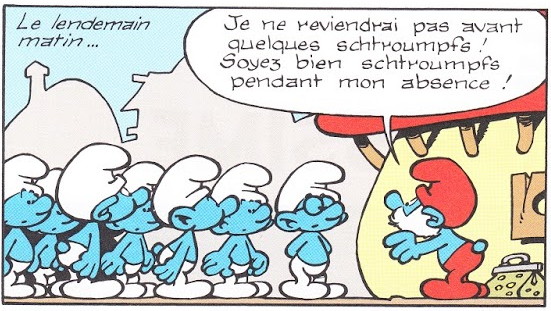 Le lendemain
matin...
Je ne reviendrai pas avant
quelques schtroumpfs !
Soyez bien schtroumpfs
pendant mon absence !